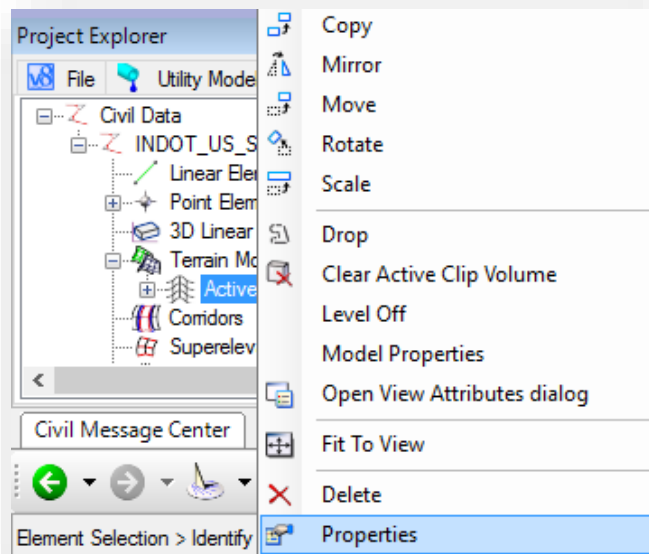 Project Explorer
V8 File Utility Mode
Civil Data
INDOT_US_S
Linear Eler
Point Elem
3D Linear
Terrain Mo
Active
Corridors
Superelev
Civil Message Center
Element Selection > Identify
Copy
Mirror
Move
Rotate
Scale
Drop
Clear Active Clip Volume
Level Off
Model Properties
Open View Attributes dialog
Fit To View
Delete
Properties